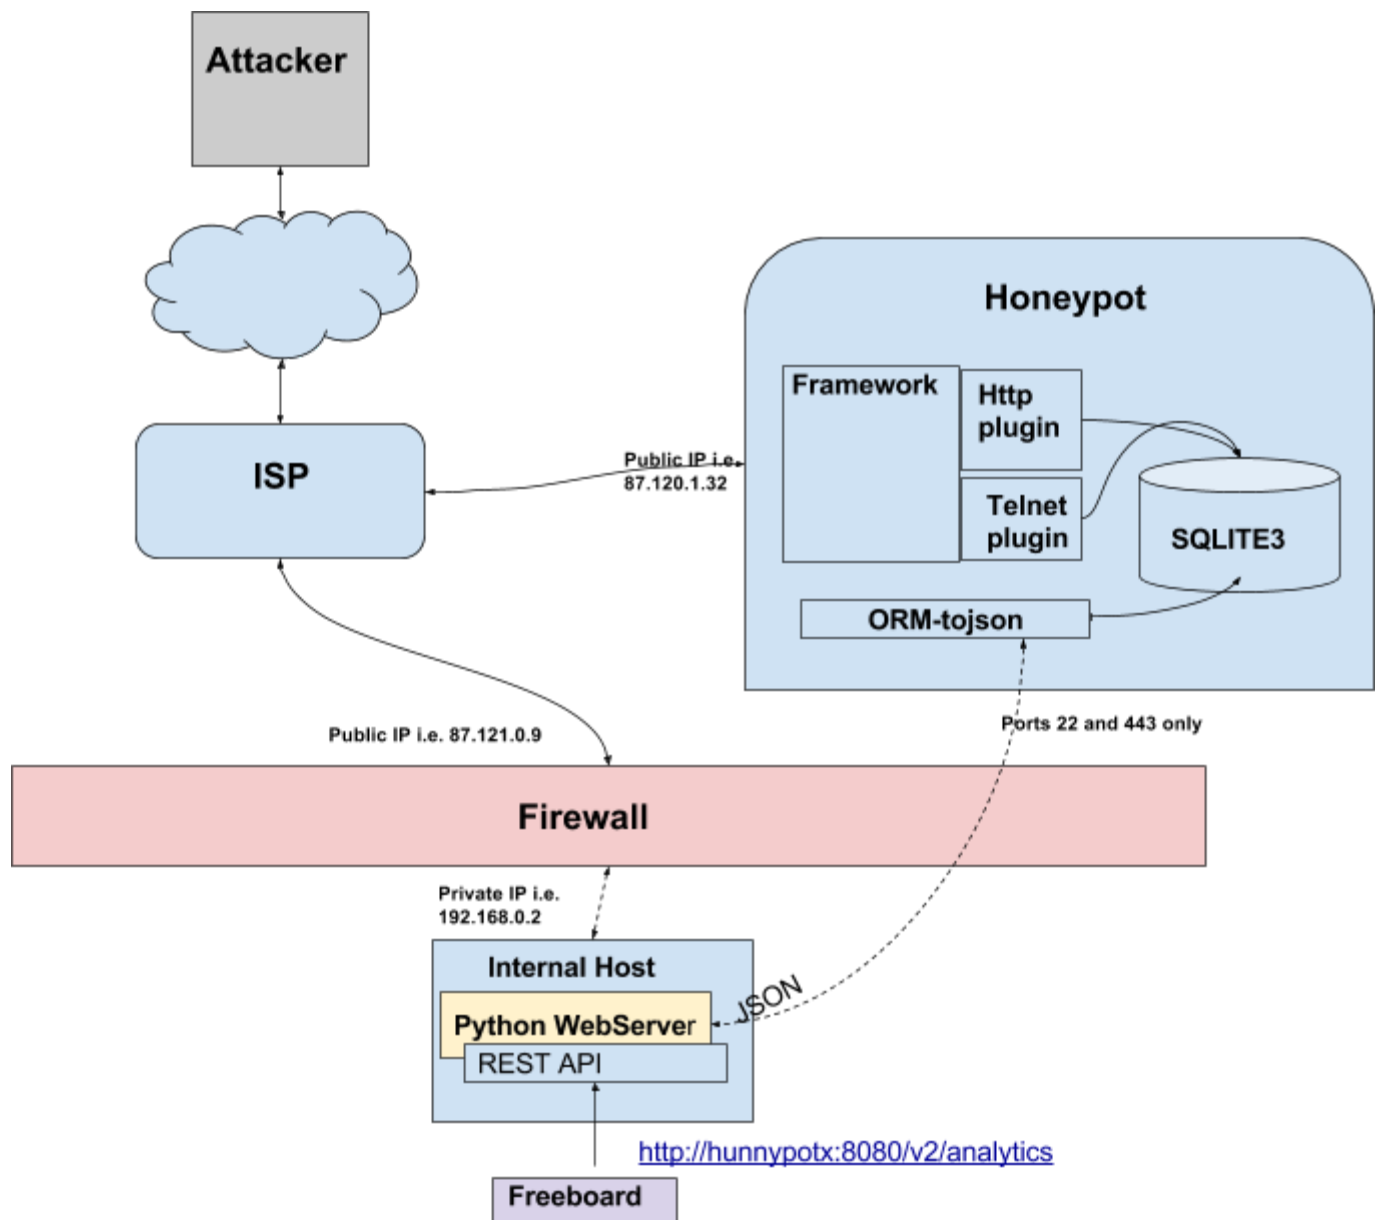 Attacker
Honeypot
Framework
Http
plugin
Public IP i.e.
87.120.1.32
ISP
Telnet
plugin
SQLITE3
ORM-tojson
Public IP i.e. 87.121.0.9
Ports 22 and 443 only
Firewall
Private IP i.e.
192.168.0.2
Internal Host
JSON
Python WebServer
REST API
http://hunnypotx:8080/v2/analytics
Freeboard